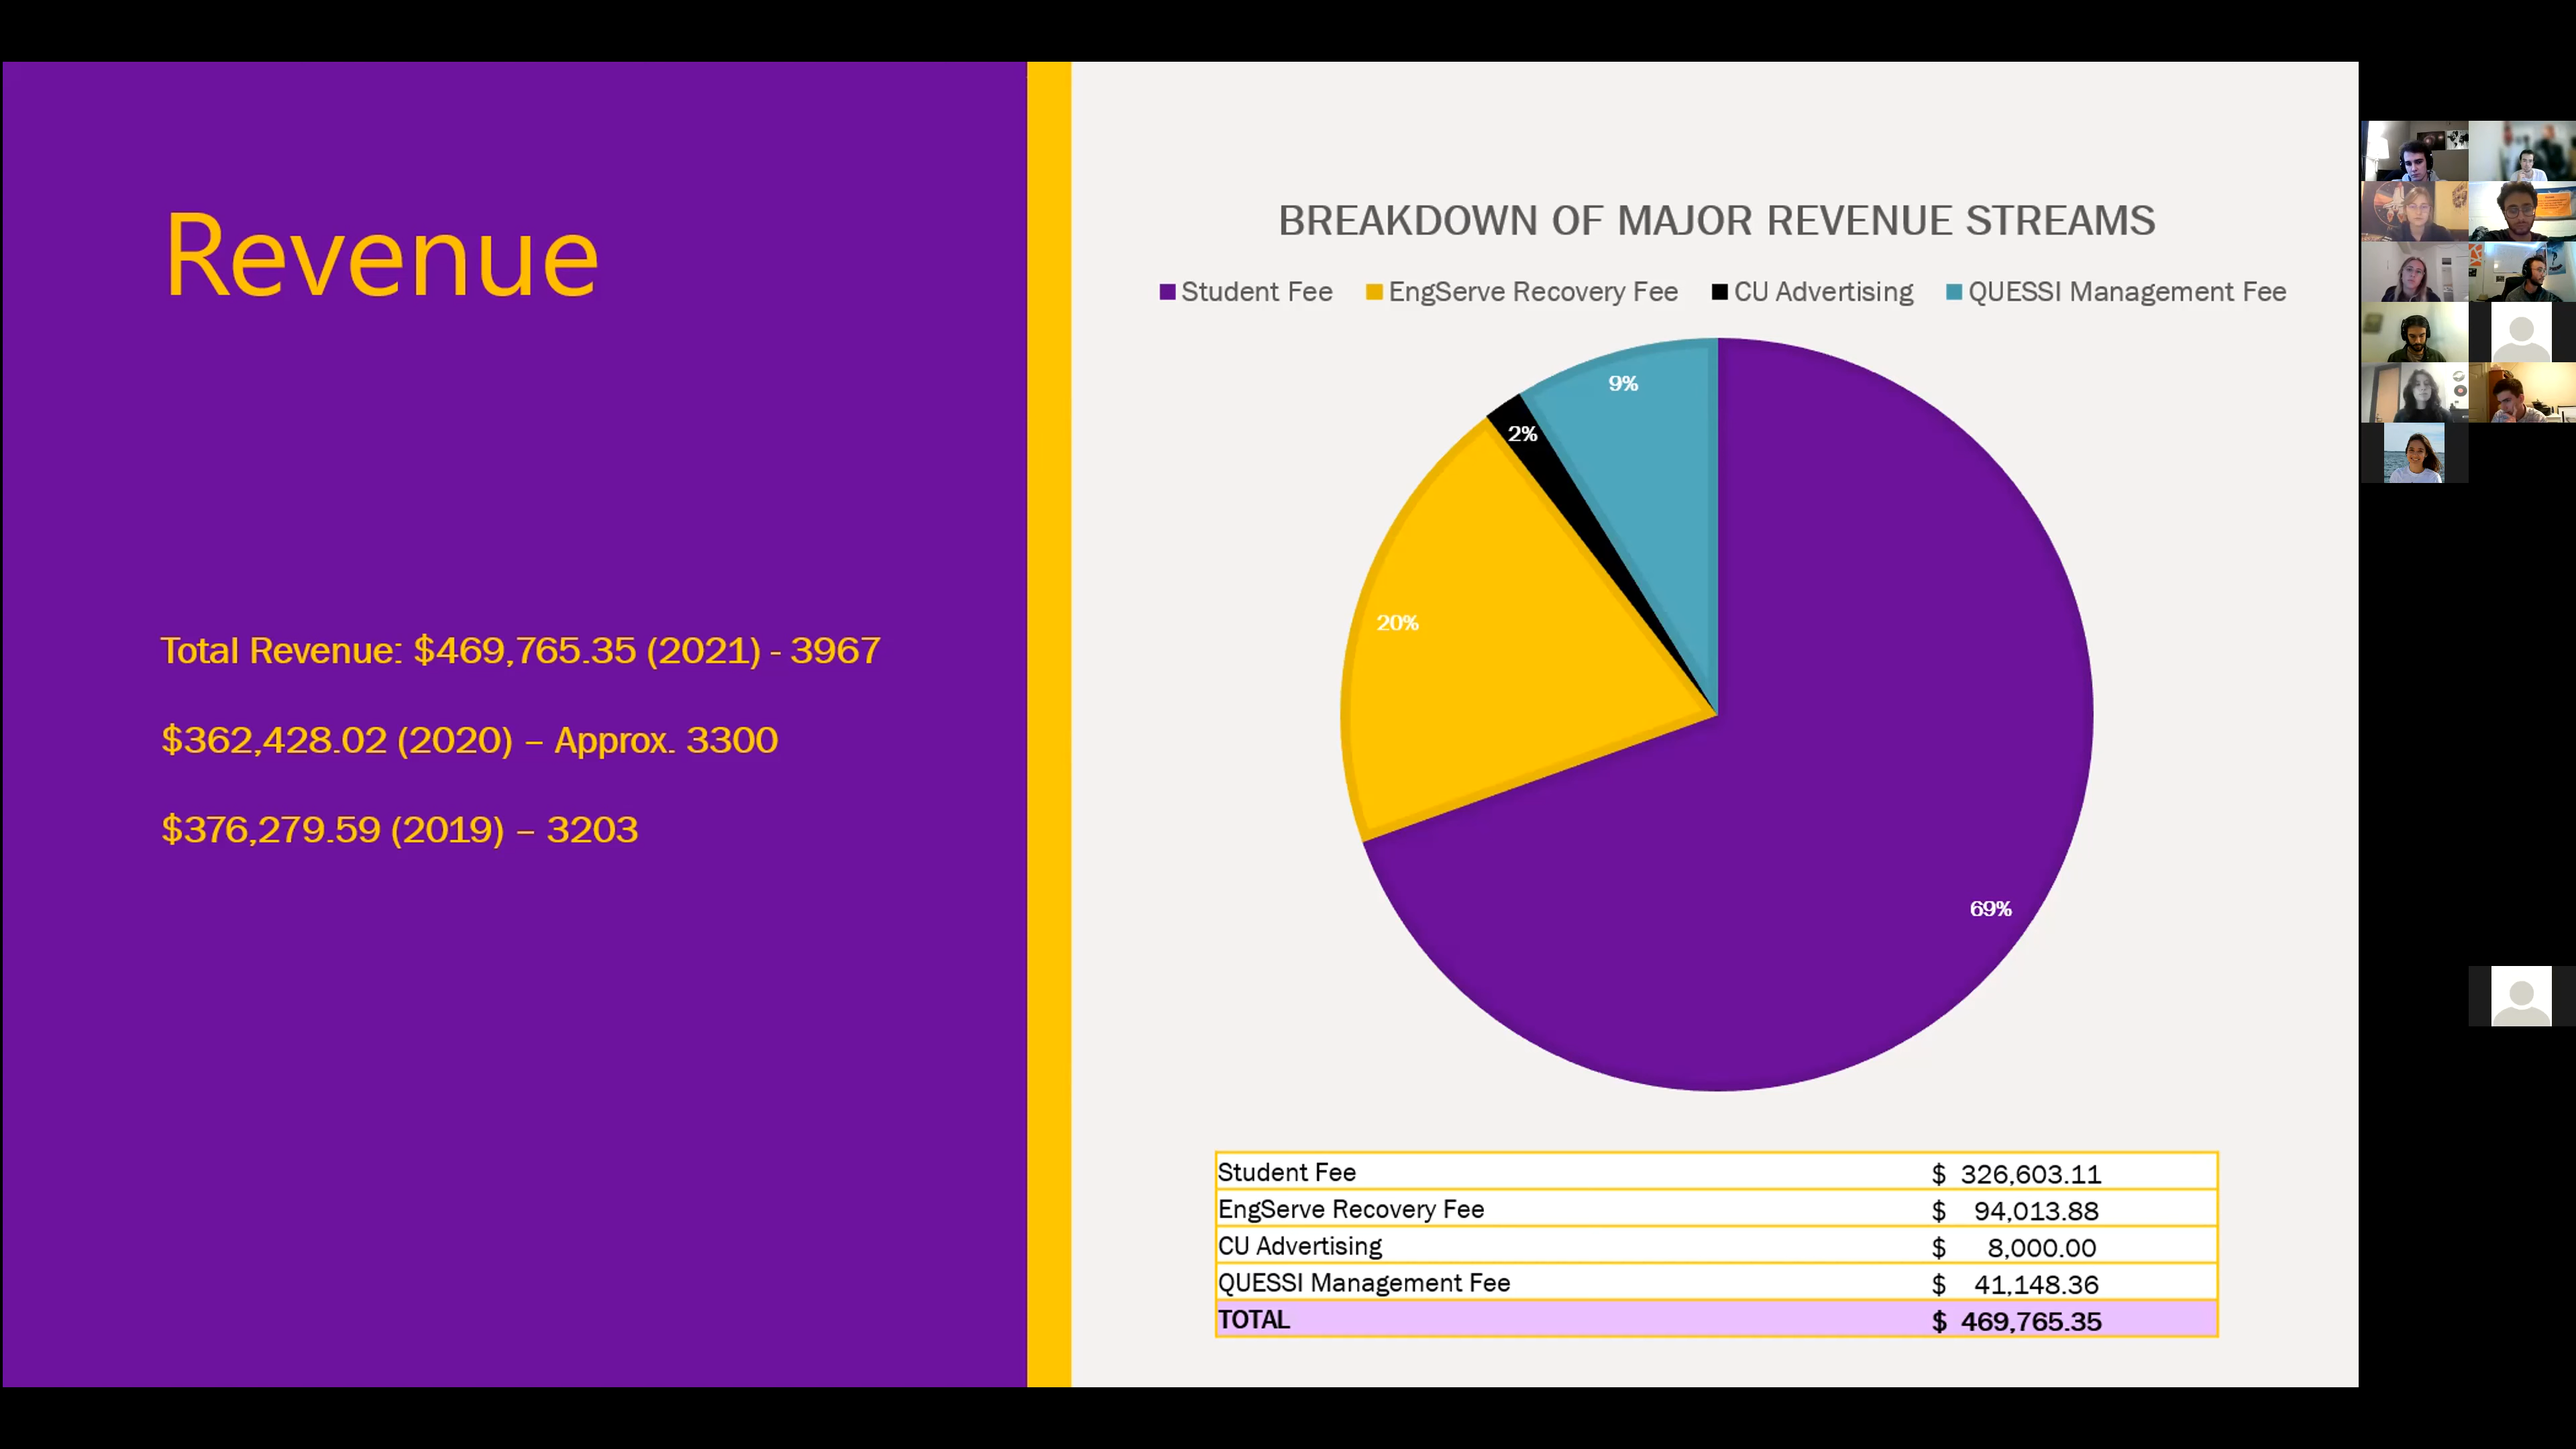 Revenue
Total Revenue: $469,765.35 (2021) - 3967
$362,428.02 (2020) – Approx. 3300
$376,279.59 (2019) – 3203
BREAKDOWN OF MAJOR REVENUE STREAMS
Student Fee EngServe Recovery Fee CU Advertising QUESSI Management Fee
9%
2%
20%
69%
Student Fee $ 326,603.11
EngServe Recovery Fee $ 94,013.88
CU Advertising $ 8,000.00
QUESSI Management Fee $ 41,148.36
TOTAL $ 469,765.35